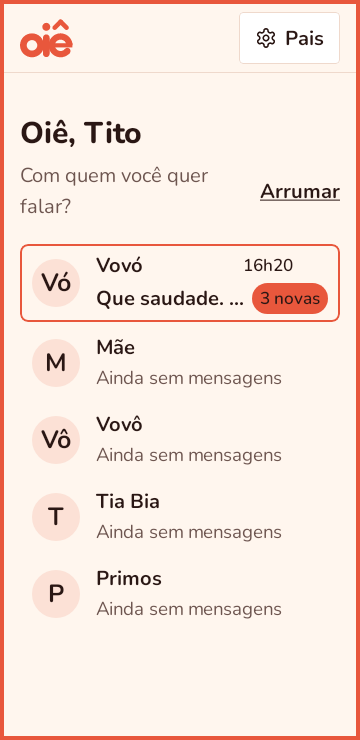 oiê
Pais
Oiê, Tito
Com quem você quer
falar?
Arrumar
Vó
Vovó
16h20
Que saudade. ...
3 novas
M
Mãe
Ainda sem mensagens
Vô
Vovô
Ainda sem mensagens
T
Tia Bia
Ainda sem mensagens
P
Primos
Ainda sem mensagens